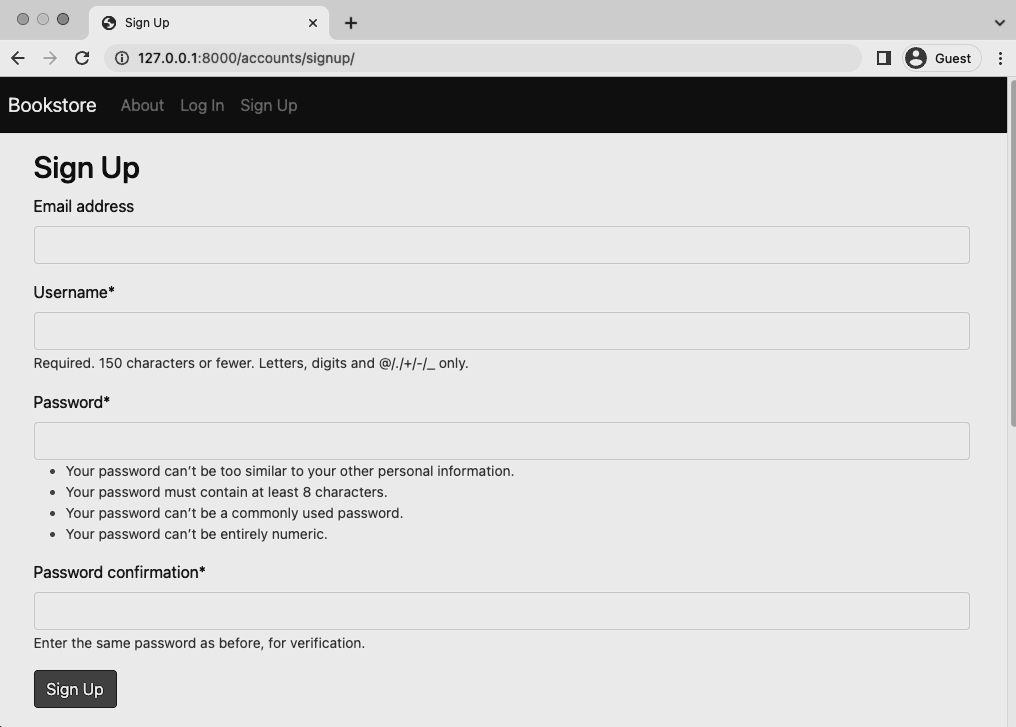 Sign Up
127.0.0.1:8000/accounts/signup/
Guest
Bookstore About Log In Sign Up
Sign Up
Email address
Username*
Required. 150 characters or fewer. Letters, digits and @/./+/-/_ only.
Password*
Your password can’t be too similar to your other personal information.
Your password must contain at least 8 characters.
Your password can’t be a commonly used password.
Your password can’t be entirely numeric.
Password confirmation*
Enter the same password as before, for verification.
Sign Up